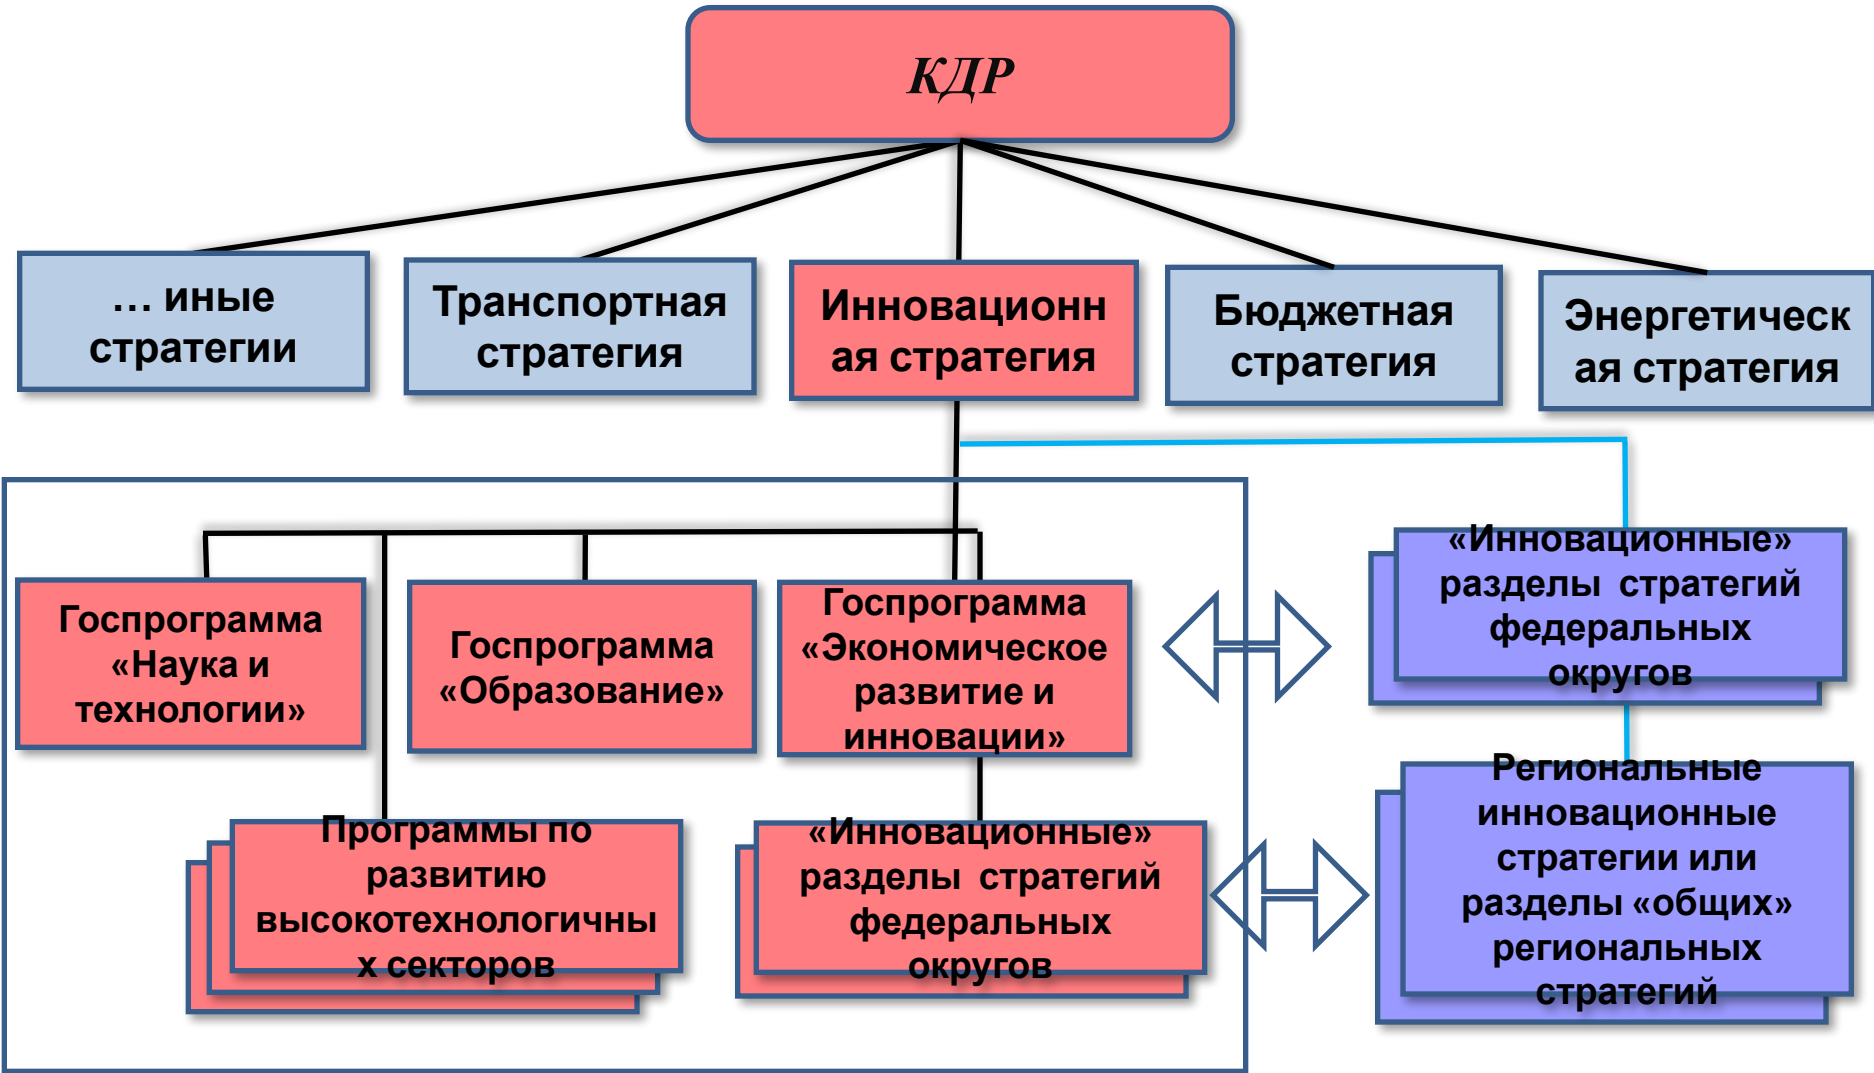 КДР
… иные
стратегии
Транспортная
стратегия
Инновационн
ая стратегия
Бюджетная
стратегия
Энергетическ
ая стратегия
Госпрограмма
«Наука и
технологии»
Госпрограмма
«Образование»
Госпрограмма
«Экономическое
развитие и
инновации»
«Инновационные»
разделы стратегий
федеральных
округов
Программы по
развитию
высокотехнологичны
х секторов
«Инновационные»
разделы стратегий
федеральных
округов
Региональные
инновационные
стратегии или
разделы «общих»
региональных
стратегий